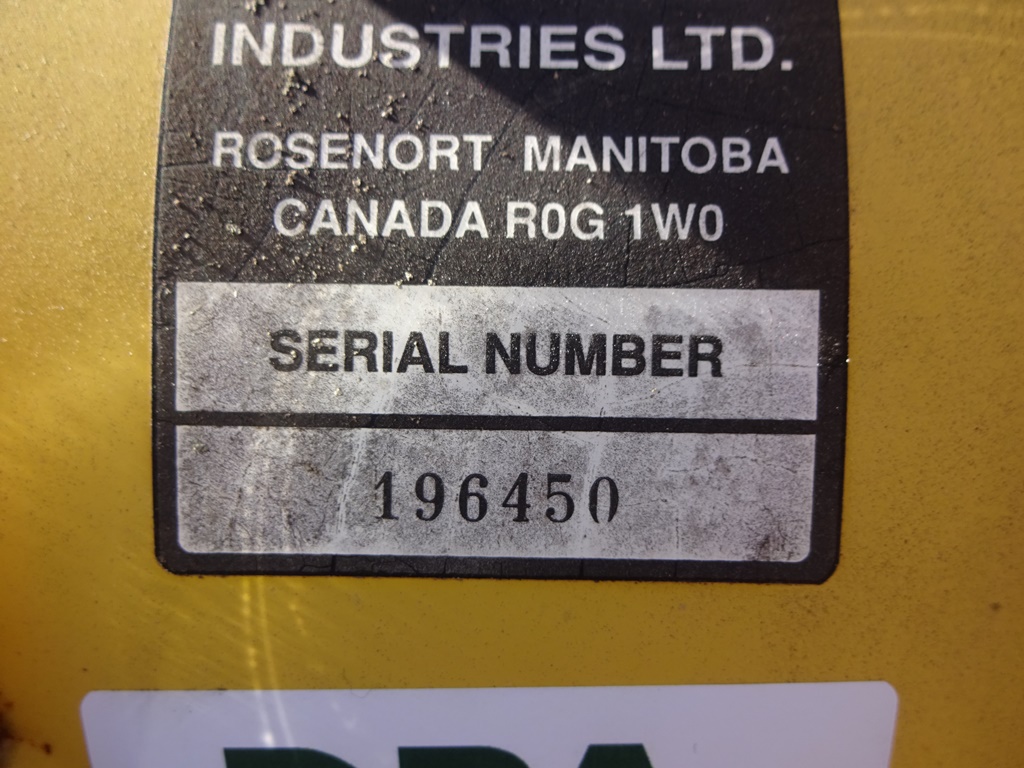 INDUSTRIES LTD.
ROSENORT MANITOBA
CANADA R0G 1W0
SERIAL NUMBER
196450